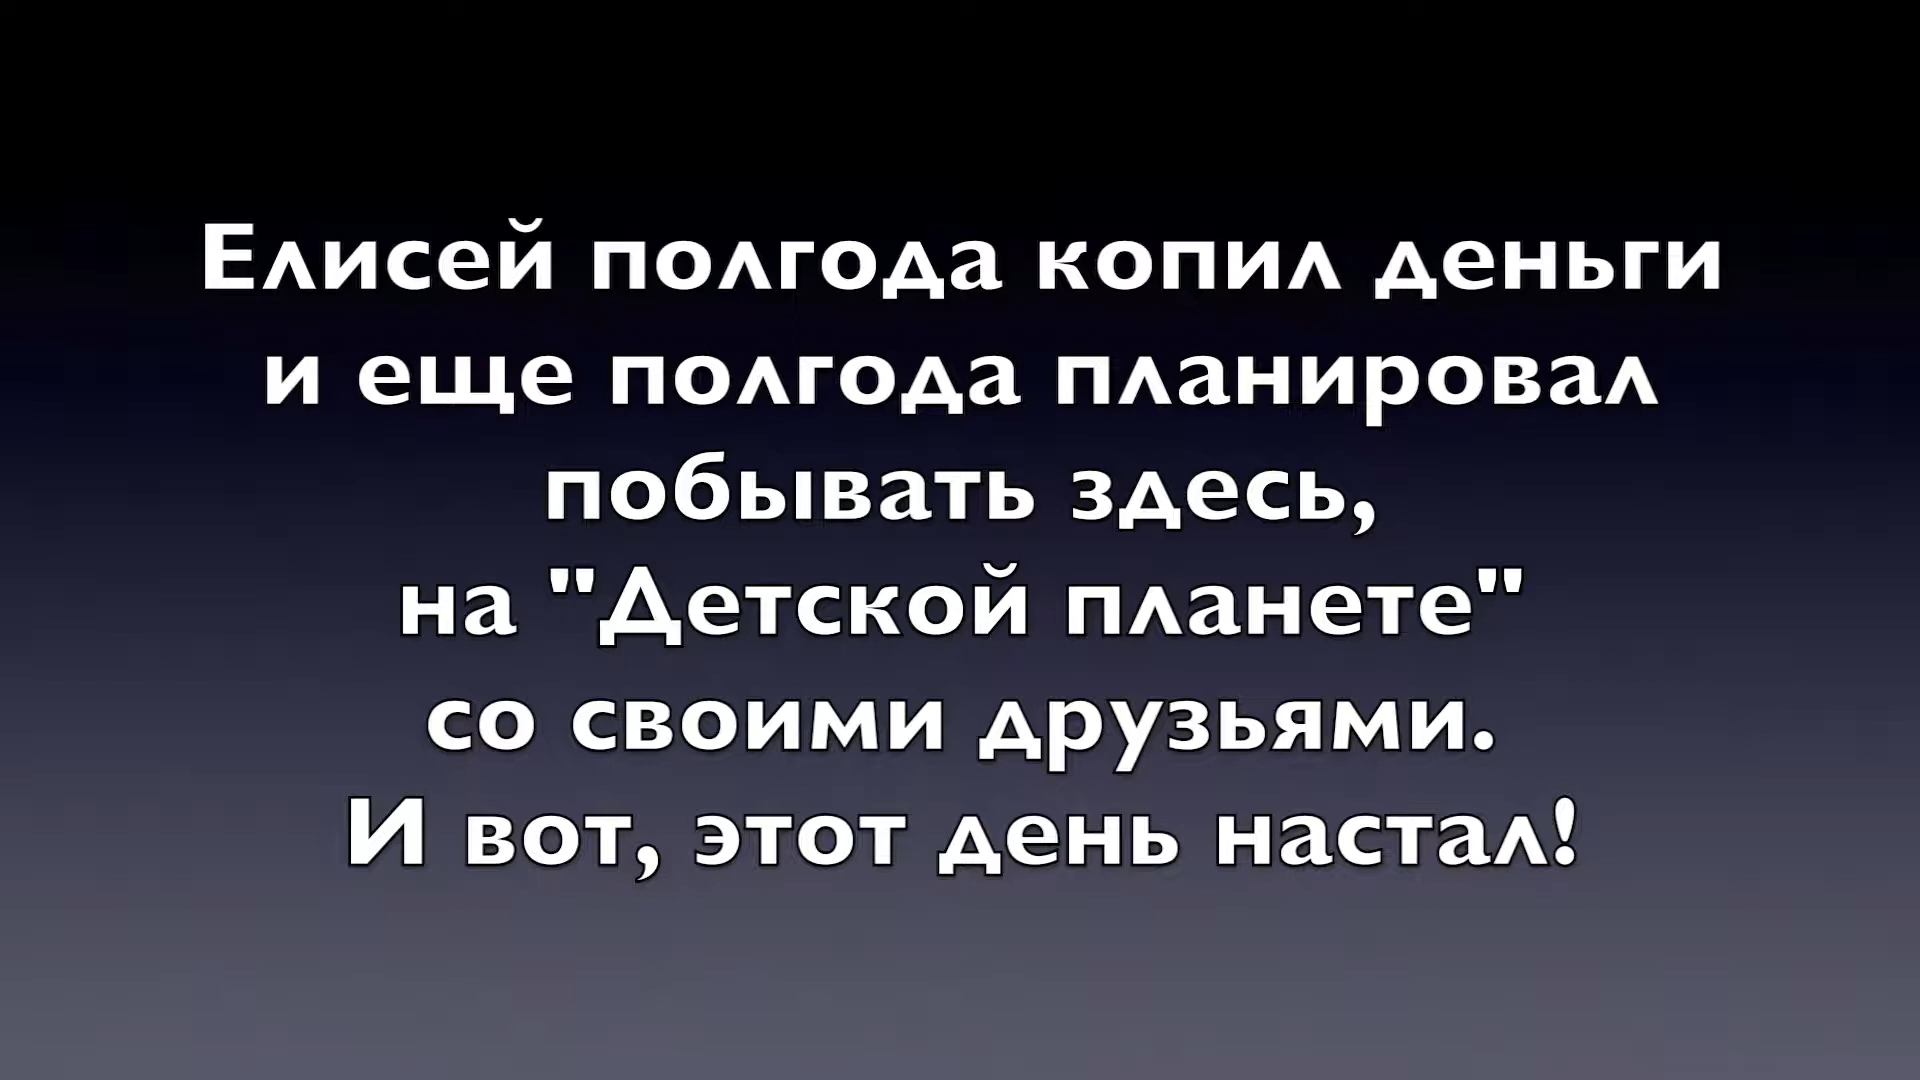 Елисей полгода копил деньги
и еще полгода планировал
побывать здесь,
на "Детской планете"
со своими друзьями.
И вот, этот день настал!